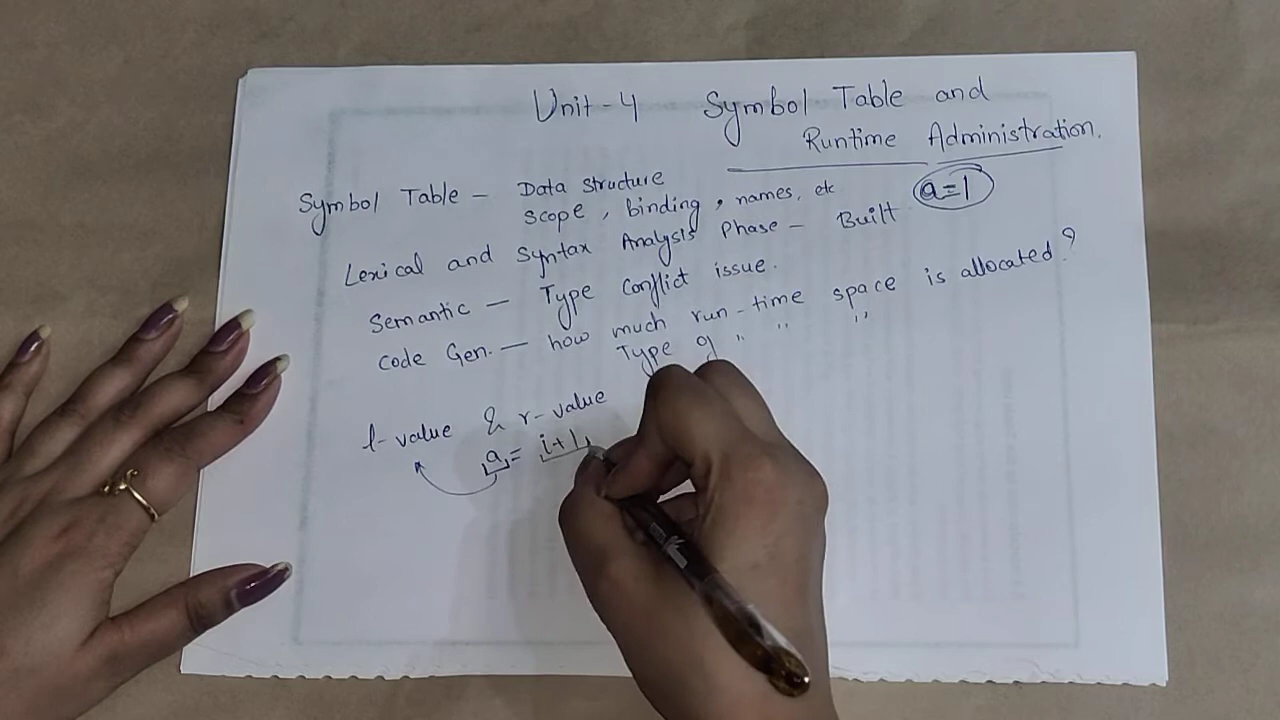 Unit-4 Symbol Table and
Runtime Administration.
Symbol Table - Data Structure
Scope, binding, names, etc
a=1
Lexical and Syntax Analysis Phase - Built
Semantic - Type Conflict issue.
Code Gen. - how much run-time space is allocated?
Type of " " "
l-value & r-value
a = i+1